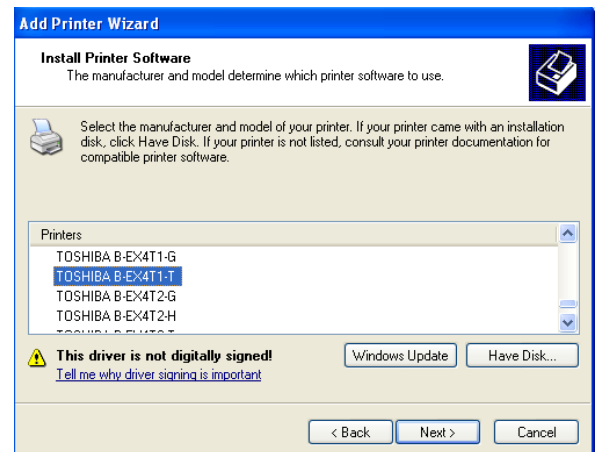 Add Printer Wizard
Install Printer Software
The manufacturer and model determine which printer software to use.
Select the manufacturer and model of your printer. If your printer came with an installation
disk, click Have Disk. If your printer is not listed, consult your printer documentation for
compatible printer software.
Printers
TOSHIBA B-EX4T1-G
TOSHIBA B-EX4T1-T
TOSHIBA B-EX4T2-G
TOSHIBA B-EX4T2-H
This driver is not digitally signed!
Windows Update
Have Disk...
Tell me why driver signing is important
< Back
Next >
Cancel